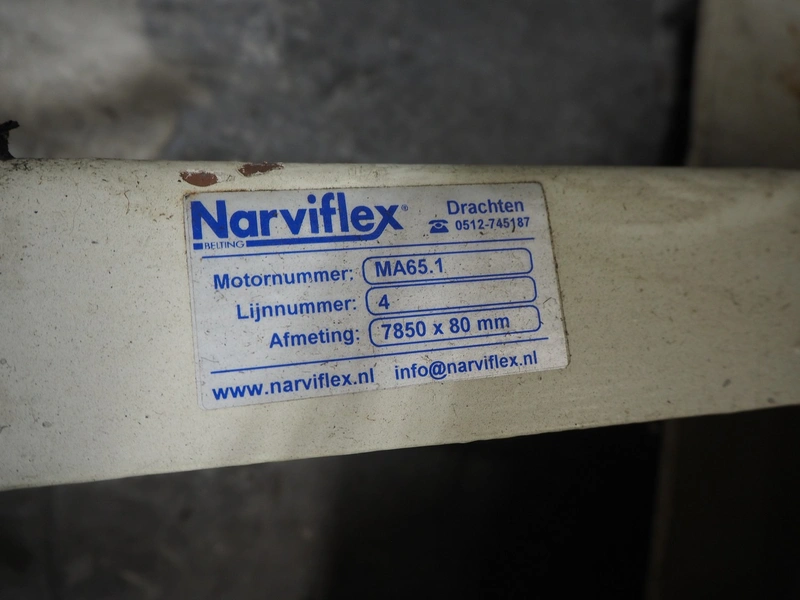 Narviflex®
BELTING
Drachten
☎ 0512-745187
Motornummer: MA65.1
Lijnnummer: 4
Afmeting: 7850 x 80 mm
www.narviflex.nl info@narviflex.nl